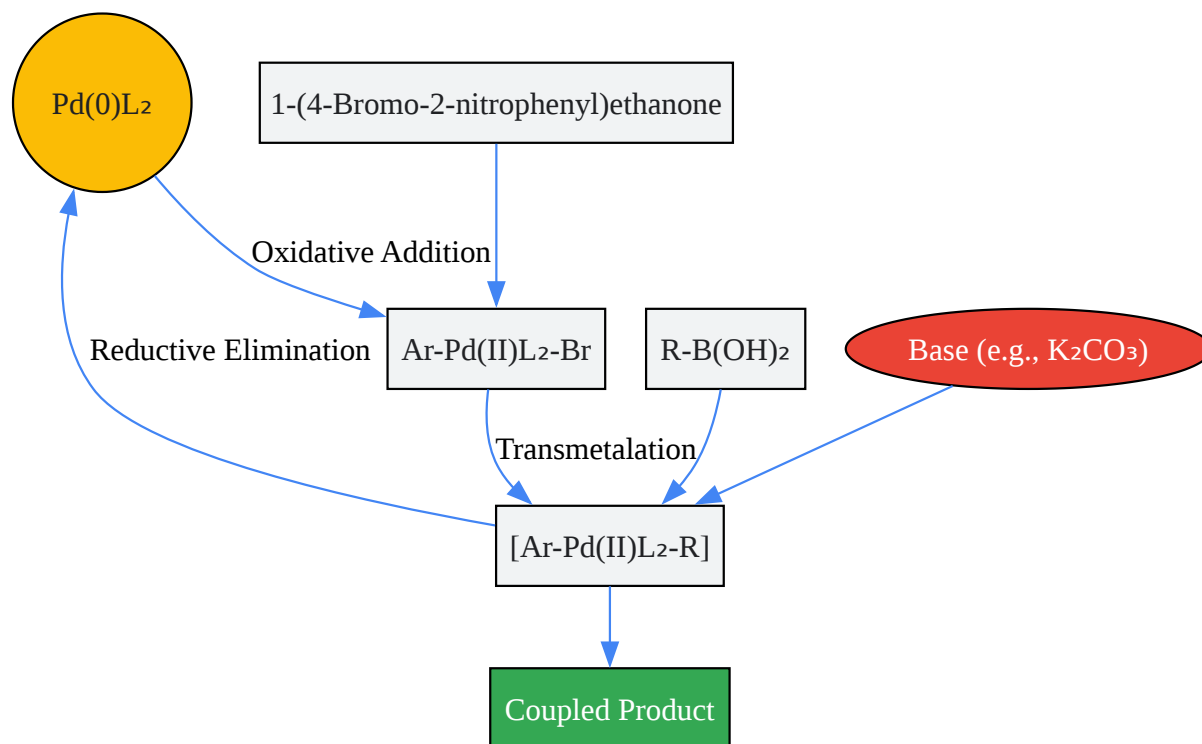 Pd(0)L₂
1-(4-Bromo-2-nitrophenyl)ethanone
Oxidative Addition
Reductive Elimination
Ar-Pd(II)L₂-Br
R-B(OH)₂
Base (e.g., K₂CO₃)
Transmetalation
[Ar-Pd(II)L₂-R]
Coupled Product